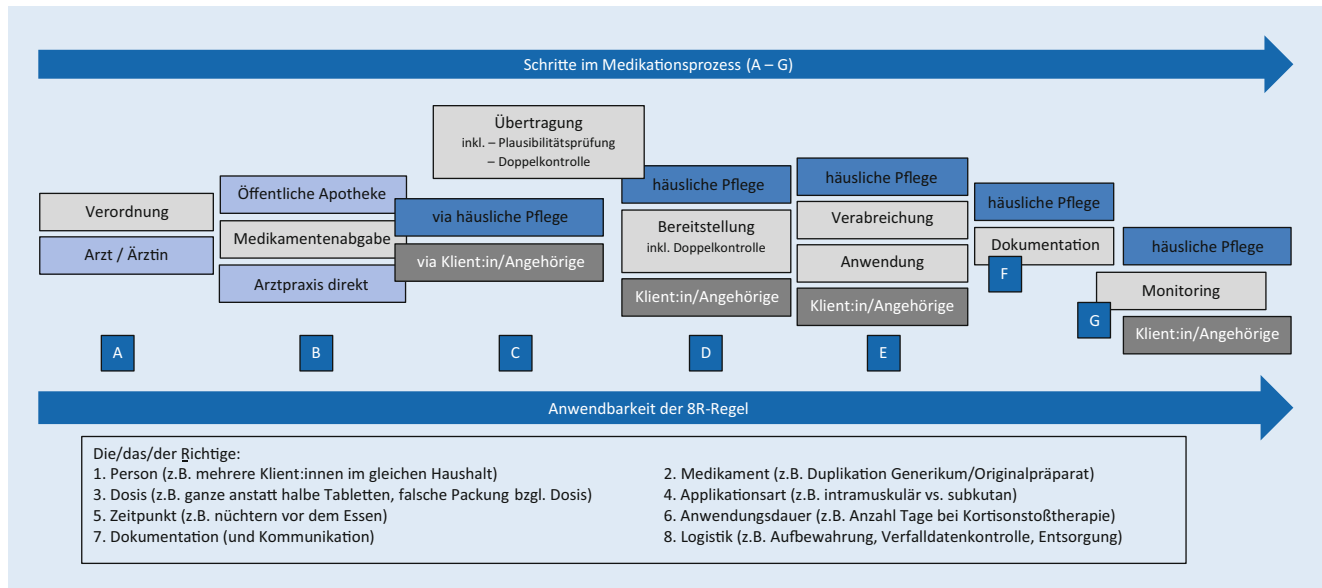 Schritte im Medikationsprozess (A – G)
Verordnung
Arzt / Ärztin
A
Öffentliche Apotheke
Medikamentenabgabe
Arztpraxis direkt
B
Übertragung
inkl. – Plausibilitätsprüfung
– Doppelkontrolle
via häusliche Pflege
via Klient:in/Angehörige
C
häusliche Pflege
Bereitstellung
inkl. Doppelkontrolle
Klient:in/Angehörige
D
häusliche Pflege
Verabreichung
Anwendung
Klient:in/Angehörige
E
häusliche Pflege
Dokumentation
F
häusliche Pflege
Monitoring
G
Klient:in/Angehörige
Anwendbarkeit der 8R-Regel
Die/das/der Richtige:
1. Person (z.B. mehrere Klient:innen im gleichen Haushalt)
2. Medikament (z.B. Duplikation Generikum/Originalpräparat)
3. Dosis (z.B. ganze anstatt halbe Tabletten, falsche Packung bzgl. Dosis)
4. Applikationsart (z.B. intramuskulär vs. subkutan)
5. Zeitpunkt (z.B. nüchtern vor dem Essen)
6. Anwendungsdauer (z.B. Anzahl Tage bei Kortisonstoßtherapie)
7. Dokumentation (und Kommunikation)
8. Logistik (z.B. Aufbewahrung, Verfalldatenkontrolle, Entsorgung)